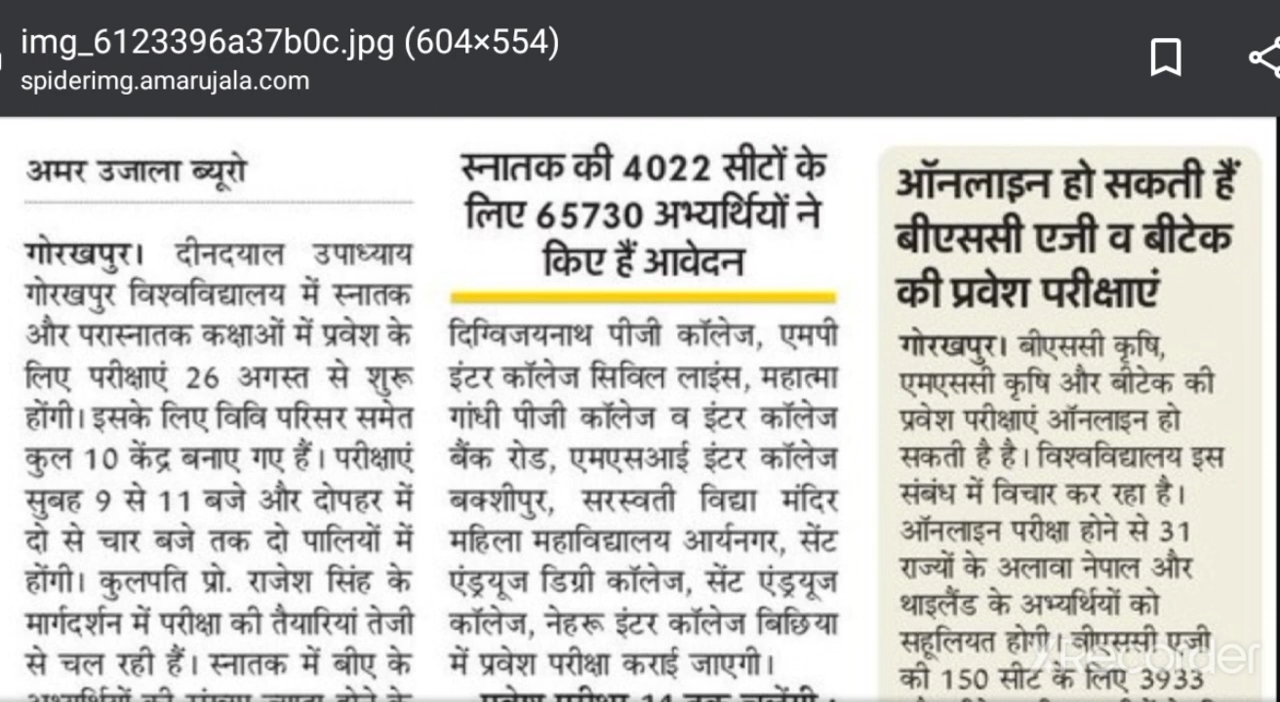 img_6123396a37b0c.jpg (604×554)
spiderimg.amarujala.com
अमर उजाला ब्यूरो
गोरखपुर। दीनदयाल उपाध्याय
गोरखपुर विश्वविद्यालय में स्नातक
और परास्नातक कक्षाओं में प्रवेश के
लिए परीक्षाएं 26 अगस्त से शुरू
होंगी। इसके लिए विवि परिसर समेत
कुल 10 केंद्र बनाए गए हैं। परीक्षाएं
सुबह 9 से 11 बजे और दोपहर में
दो से चार बजे तक दो पालियों में
होंगी। कुलपति प्रो. राजेश सिंह के
मार्गदर्शन में परीक्षा की तैयारियां तेजी
से चल रही हैं। स्नातक में बीए के
स्नातक की 4022 सीटों के
लिए 65730 अभ्यर्थियों ने
किए हैं आवेदन
दिग्विजयनाथ पीजी कॉलेज, एमपी
इंटर कॉलेज सिविल लाइंस, महात्मा
गांधी पीजी कॉलेज व इंटर कॉलेज
बैंक रोड, एमएसआई इंटर कॉलेज
बक्शीपुर, सरस्वती विद्या मंदिर
महिला महाविद्यालय आर्यनगर, सेंट
एंड्रयूज डिग्री कॉलेज, सेंट एंड्रयूज
कॉलेज, नेहरू इंटर कॉलेज बिछिया
में प्रवेश परीक्षा कराई जाएगी।
ऑनलाइन हो सकती हैं
बीएससी एजी व बीटेक
की प्रवेश परीक्षाएं
गोरखपुर। बीएससी कृषि,
एमएससी कृषि और बीटेक की
प्रवेश परीक्षाएं ऑनलाइन हो
सकती है है। विश्वविद्यालय इस
संबंध में विचार कर रहा है।
ऑनलाइन परीक्षा होने से 31
राज्यों के अलावा नेपाल और
थाइलैंड के अभ्यर्थियों को
सहूलियत होगी। बीएससी एजी
की 150 सीट के लिए 3933
XRecorder